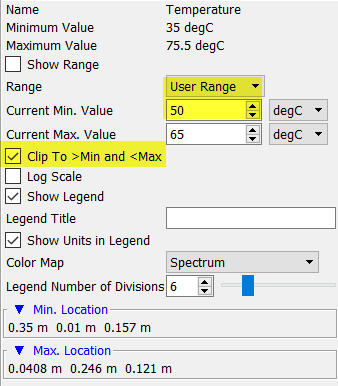 Name Temperature
Minimum Value 35 degC
Maximum Value 75.5 degC
Show Range
Range User Range
Current Min. Value 50 degC
Current Max. Value 65 degC
Clip To >Min and <Max
Log Scale
Show Legend
Legend Title
Show Units in Legend
Color Map Spectrum
Legend Number of Divisions 6
Min. Location
0.35 m 0.01 m 0.157 m
Max. Location
0.0408 m 0.246 m 0.121 m